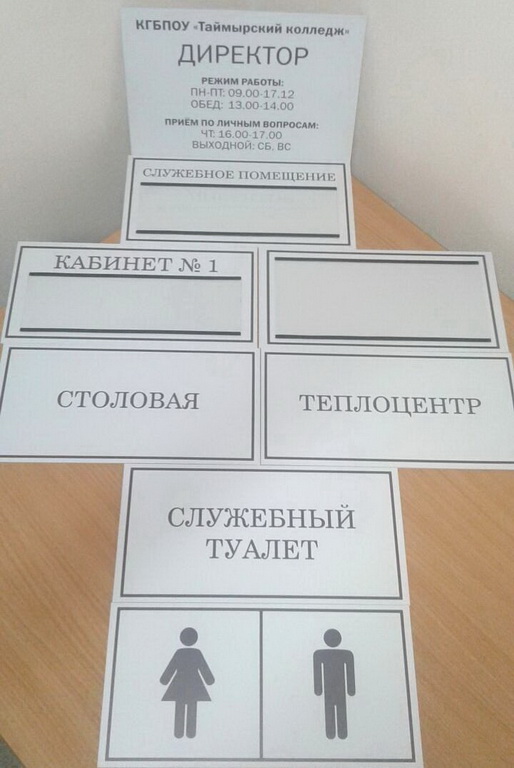 КГБПОУ «Таймырский колледж»
ДИРЕКТОР
РЕЖИМ РАБОТЫ:
ПН-ПТ: 09.00-17.12
ОБЕД: 13.00-14.00
ПРИЁМ ПО ЛИЧНЫМ ВОПРОСАМ:
ЧТ: 16.00-17.00
ВЫХОДНОЙ: СБ, ВС
СЛУЖЕБНОЕ ПОМЕЩЕНИЕ
КАБИНЕТ № 1
СТОЛОВАЯ
ТЕПЛОЦЕНТР
СЛУЖЕБНЫЙ
ТУАЛЕТ